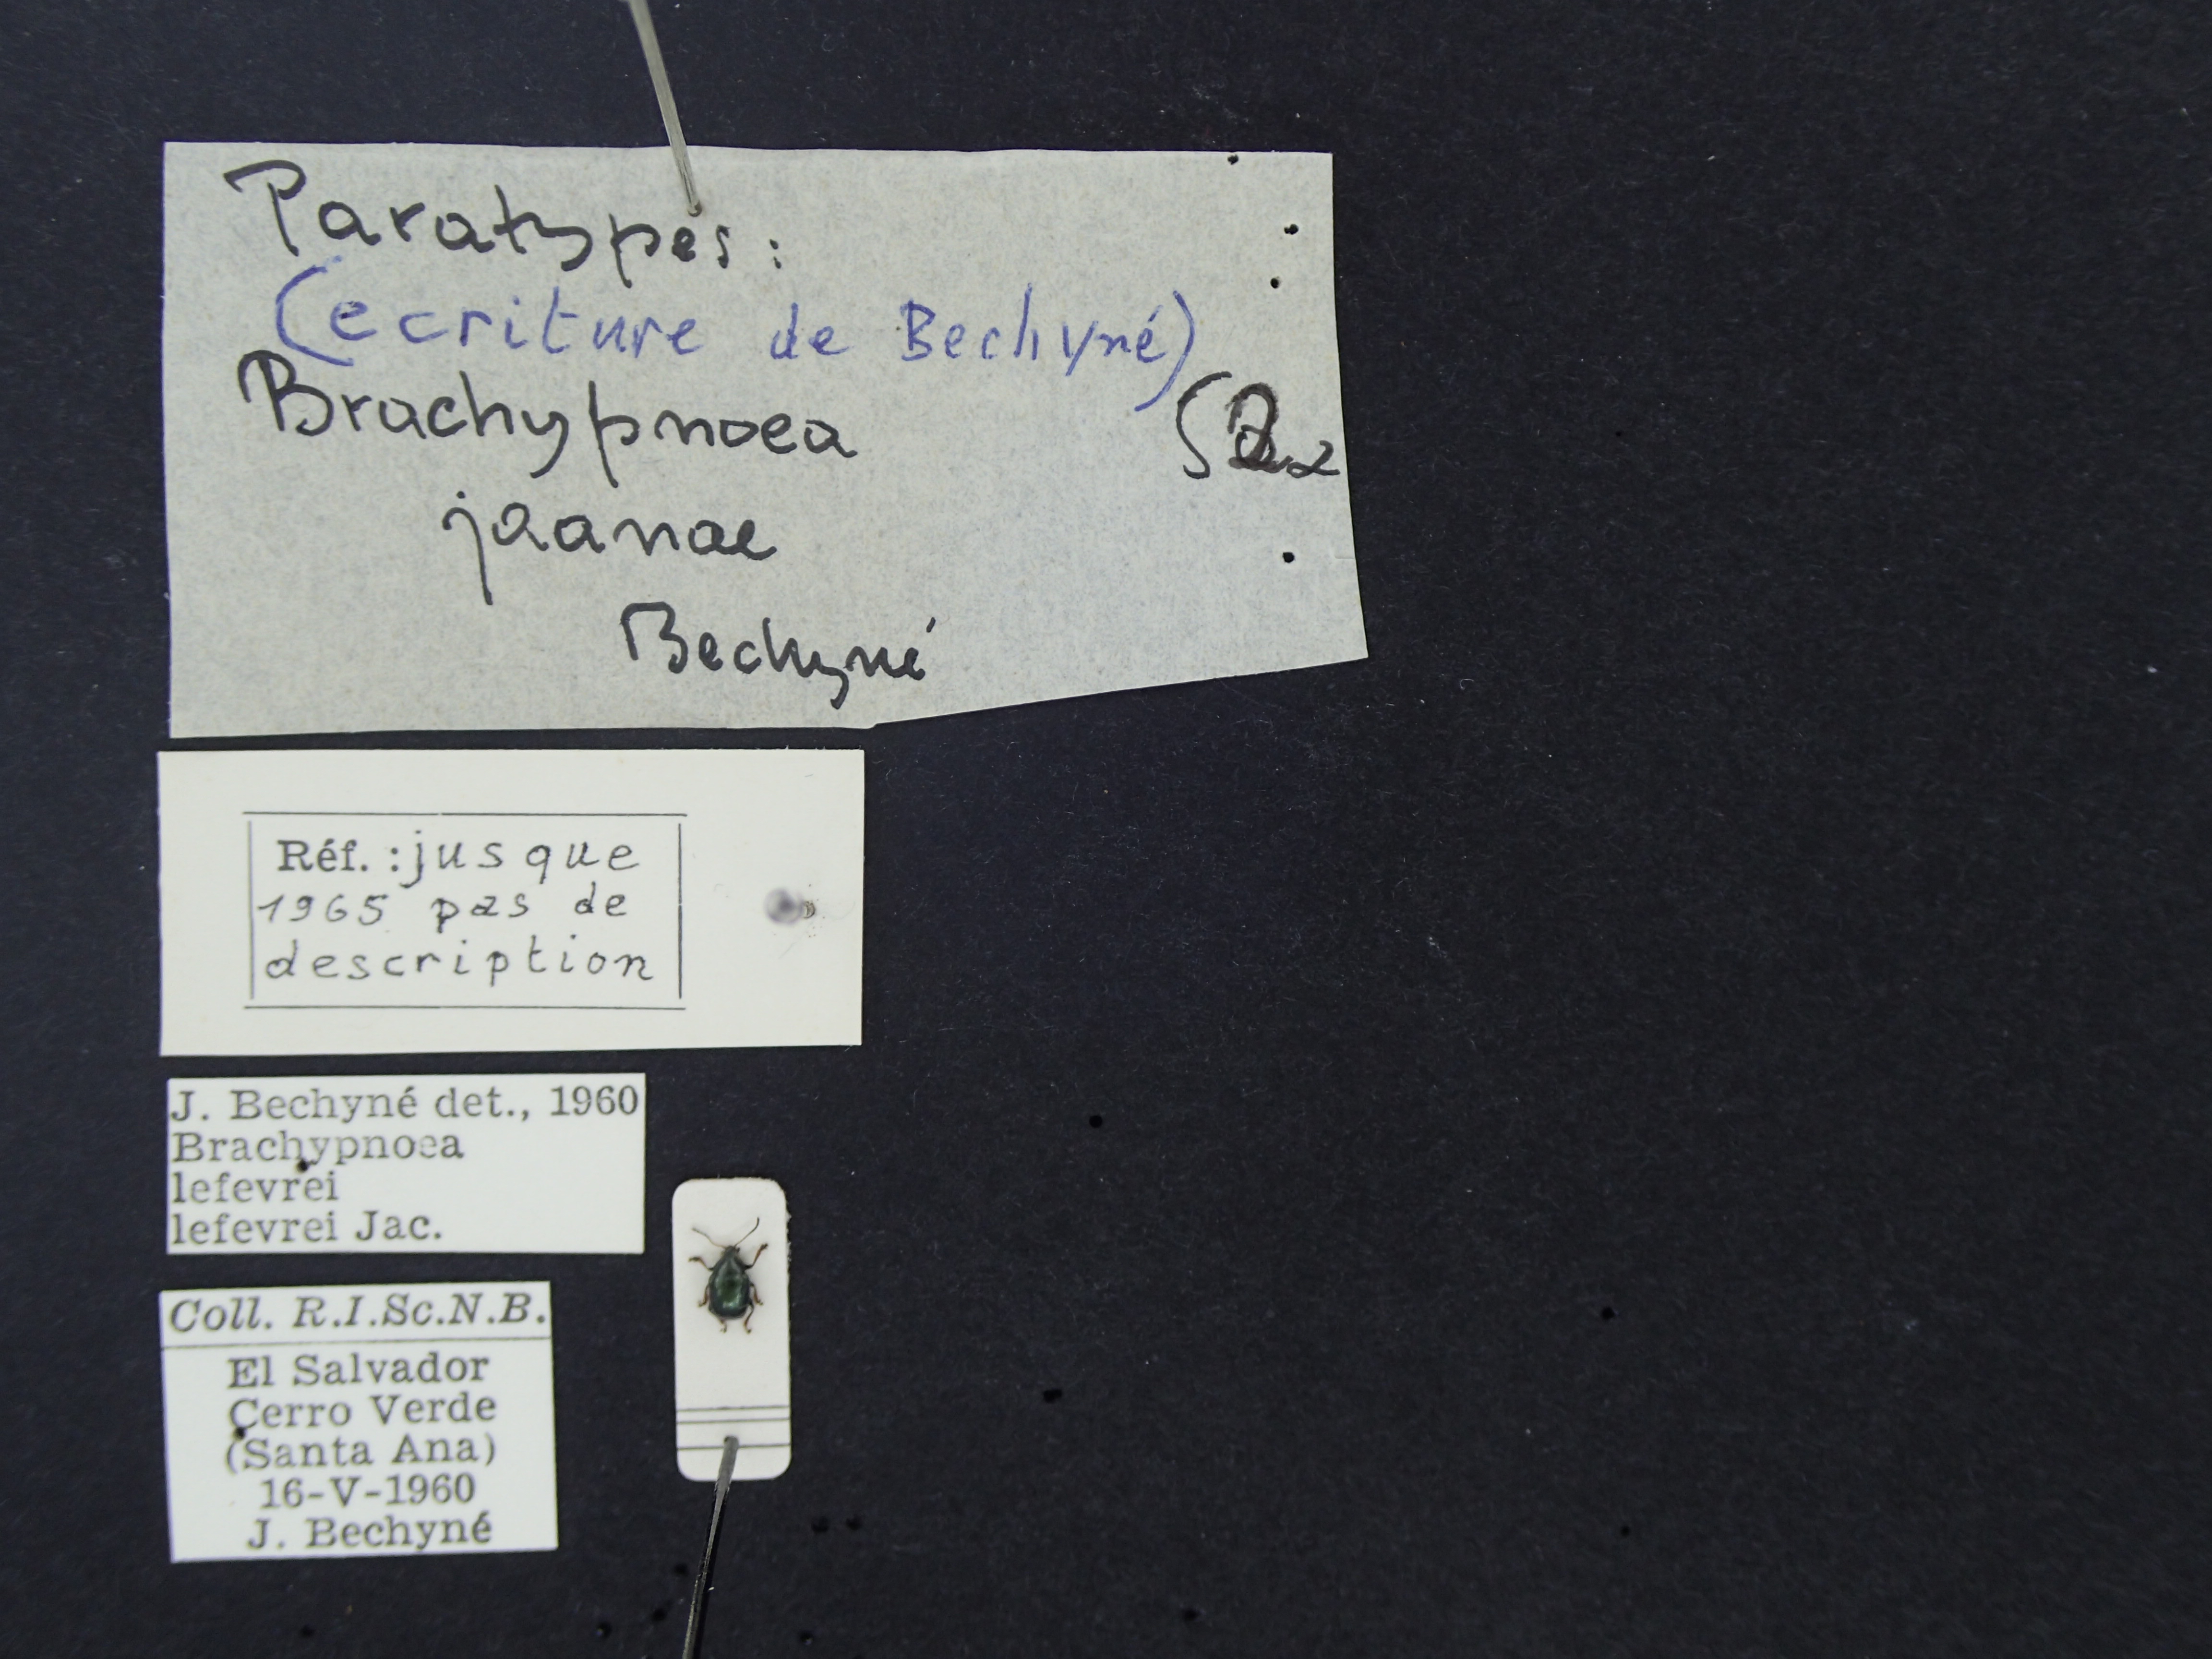 Paratypes:
(ecriture de Bechyné)
Brachypnoea
jaanae
Bechyné
Réf. : jusque
1965 pas de
description
J. Bechyné det., 1960
Brachypnoea
lefevrei
lefevrei Jac.
Coll. R.I.Sc.N.B.
El Salvador
Cerro Verde
(Santa Ana)
16-V-1960
J. Bechyné